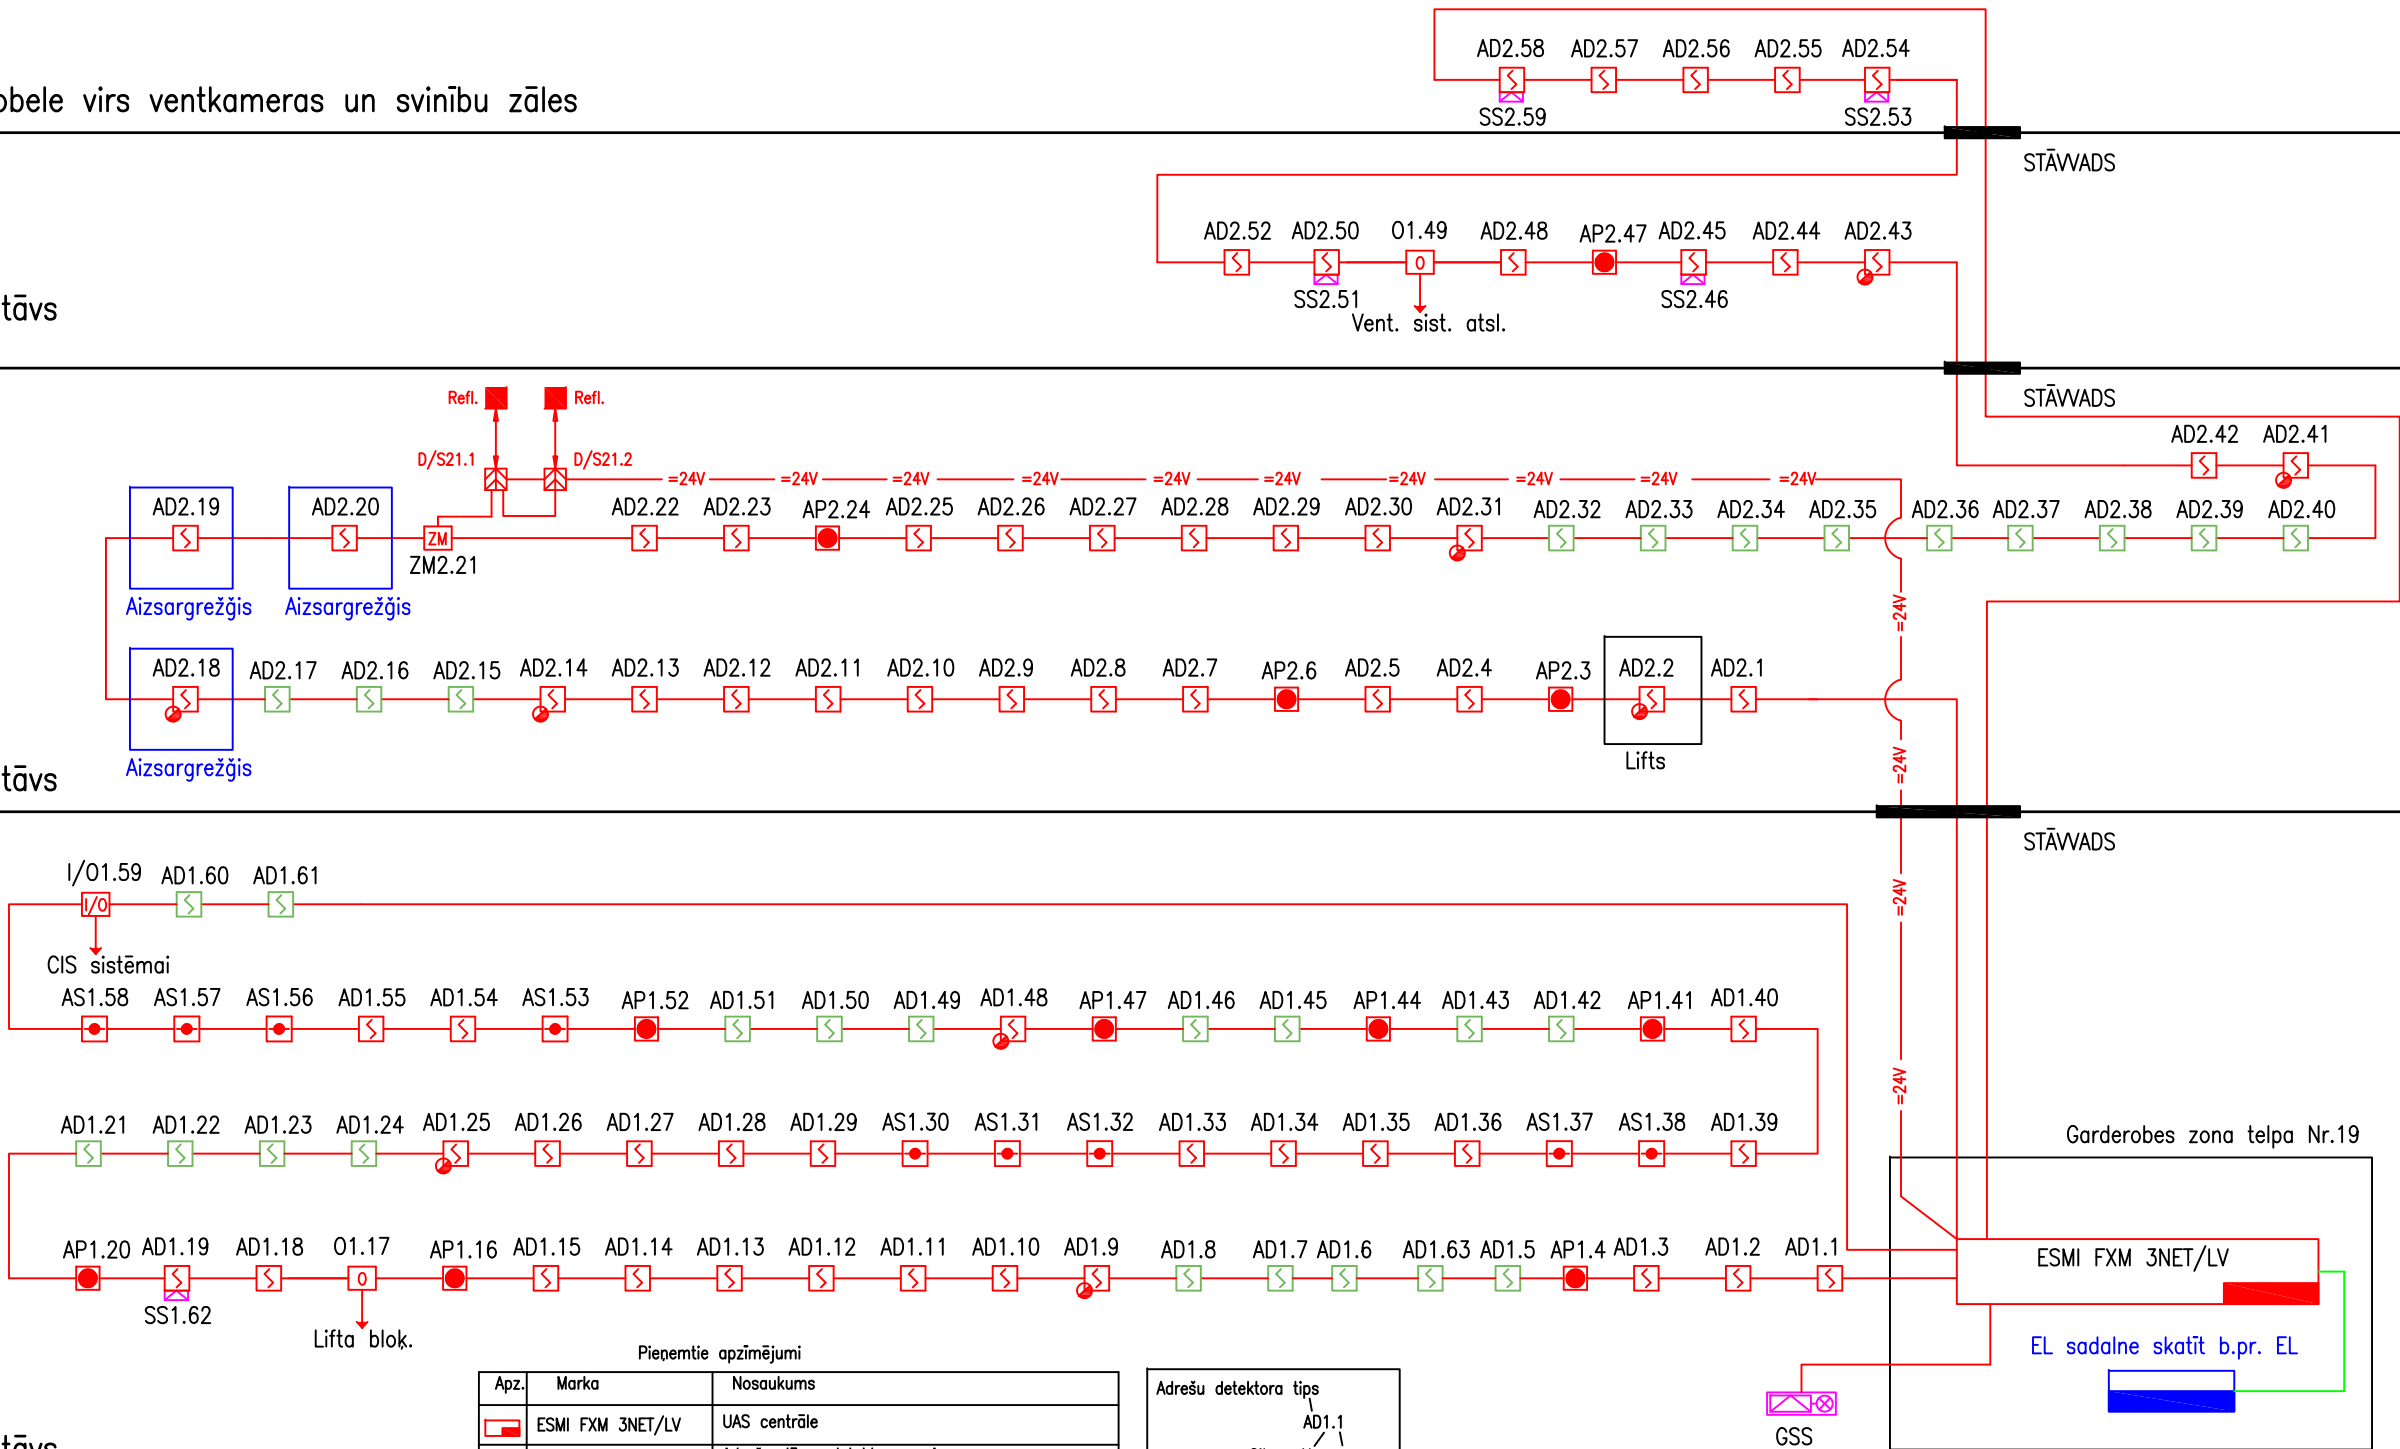 AD2.58 AD2.57 AD2.56 AD2.55 AD2.54
virs ventkameras un svinību zāles
SS2.59 SS2.53
STĀVVADS
AD2.52 AD2.50 O1.49 AD2.48 AP2.47 AD2.45 AD2.44 AD2.43
SS2.51 SS2.46
Vent. sist. atsl.
STĀVVADS
Refl. Refl.
AD2.42 AD2.41
D/S21.1 D/S21.2
=24V =24V =24V =24V =24V =24V =24V =24V =24V =24V
AD2.19 AD2.20 AD2.22 AD2.23 AP2.24 AD2.25 AD2.26 AD2.27 AD2.28 AD2.29 AD2.30 AD2.31 AD2.32 AD2.33 AD2.34 AD2.35 AD2.36 AD2.37 AD2.38 AD2.39 AD2.40
ZM
ZM2.21
Aizsargrežģis Aizsargrežģis
=24V
AD2.18 AD2.17 AD2.16 AD2.15 AD2.14 AD2.13 AD2.12 AD2.11 AD2.10 AD2.9 AD2.8 AD2.7 AP2.6 AD2.5 AD2.4 AP2.3 AD2.2 AD2.1
Aizsargrežģis
Lifts
=24V
STĀVVADS
I/O1.59 AD1.60 AD1.61
I/O
=24V
CIS sistēmai
AS1.58 AS1.57 AS1.56 AD1.55 AD1.54 AS1.53 AP1.52 AD1.51 AD1.50 AD1.49 AD1.48 AP1.47 AD1.46 AD1.45 AP1.44 AD1.43 AD1.42 AP1.41 AD1.40
=24V
AD1.21 AD1.22 AD1.23 AD1.24 AD1.25 AD1.26 AD1.27 AD1.28 AD1.29 AS1.30 AS1.31 AS1.32 AD1.33 AD1.34 AD1.35 AD1.36 AS1.37 AS1.38 AD1.39
Garderobes zona telpa Nr.19
AP1.20 AD1.19 AD1.18 O1.17 AP1.16 AD1.15 AD1.14 AD1.13 AD1.12 AD1.11 AD1.10 AD1.9 AD1.8 AD1.7 AD1.6 AD1.63 AD1.5 AP1.4 AD1.3 AD1.2 AD1.1
ESMI FXM 3NET/LV
SS1.62
Lifta bloķ.
EL sadalne skatīt b.pr. EL
Pieņemtie apzīmējumi
Apz. Marka Nosaukums
ESMI FXM 3NET/LV UAS centrāle
Adrešu detektora tips
AD1.1
GSS